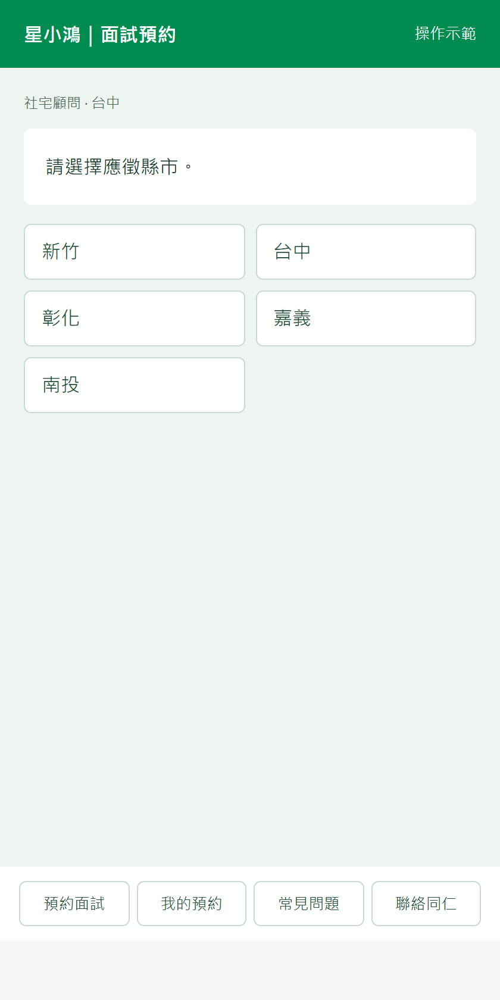 星小鴻｜面試預約
操作示範
社宅顧問 · 台中
請選擇應徵縣市。
新竹
台中
彰化
嘉義
南投
預約面試
我的預約
常見問題
聯絡同仁